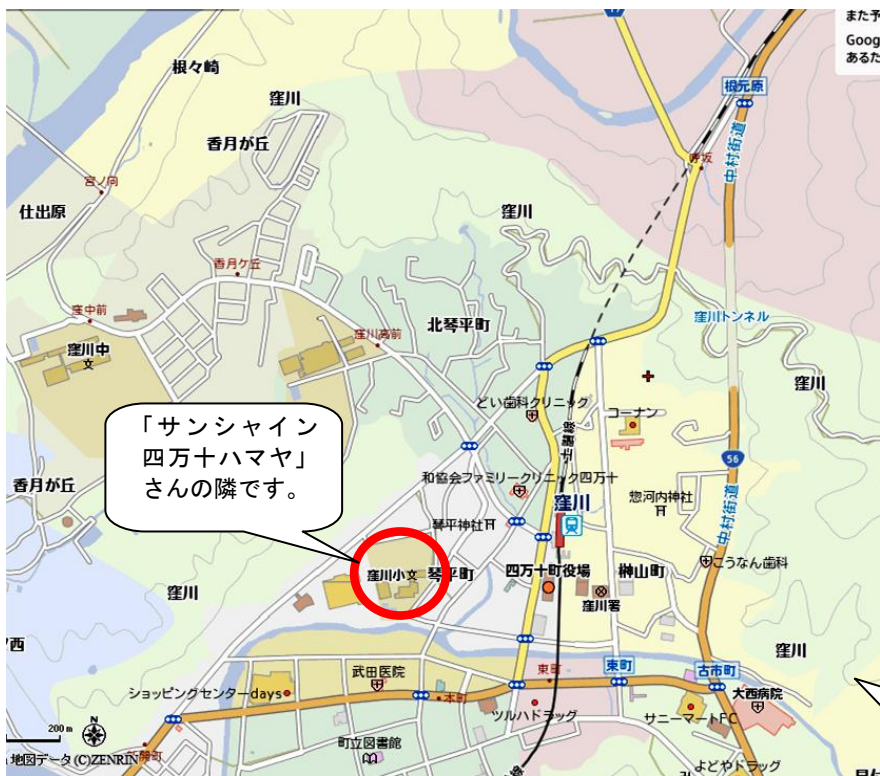 また予
Goog
あるた
根々崎
根元原
窪川
中村街道
香月が丘
呼坂
宮ノ向
仕出原
窪川
香月ケ丘
窪中前
窪川高前
北琴平町
窪川トンネル
窪川中
文
窪川
どい歯科クリニック
コーナン
土讃線
「サンシャイン
四万十ハマヤ」
さんの隣です。
56
香月が丘
和協会ファミリークリニック四万十
惣河内神社
窪川
中村街道
琴平神社
こうなん歯科
窪川小文
琴平町
四万十町役場
榊山町
窪川
窪川署
窪川
武田医院
東町
東町
古市町
ショッピングセンターdays
本町
大西病院
ツルハドラッグ
サニーマートFC
200 m
N
町立図書館
地図データ (C)ZENRIN
よどやドラッグ